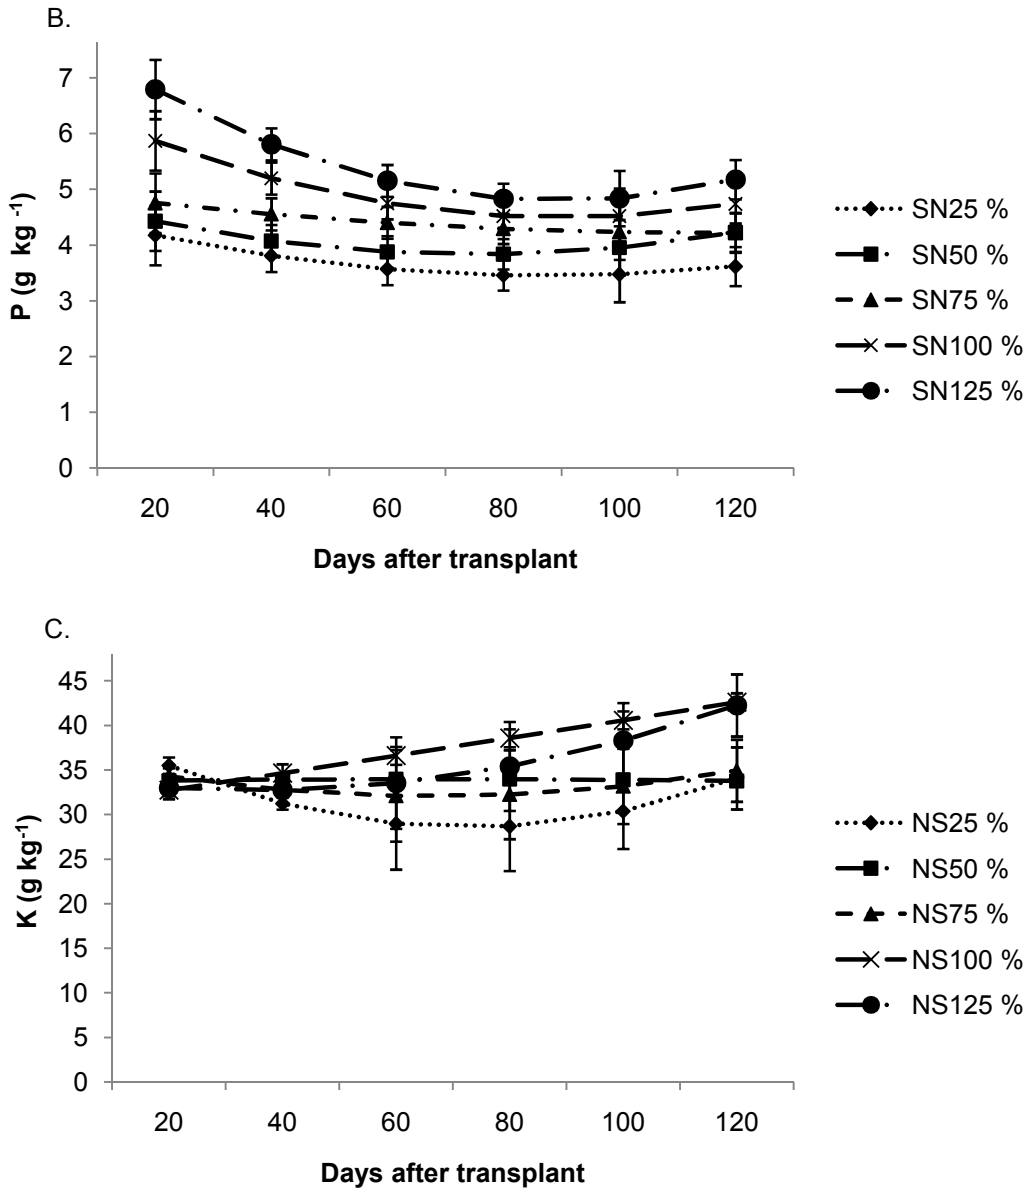 B.
7
6
5
4
3
2
1
0
P (g kg -1)
20 40 60 80 100 120
Days after transplant
SN25 %
SN50 %
SN75 %
SN100 %
SN125 %
C.
45
40
35
30
25
20
15
10
5
0
K (g kg-1)
20 40 60 80 100 120
Days after transplant
NS25 %
NS50 %
NS75 %
NS100 %
NS125 %